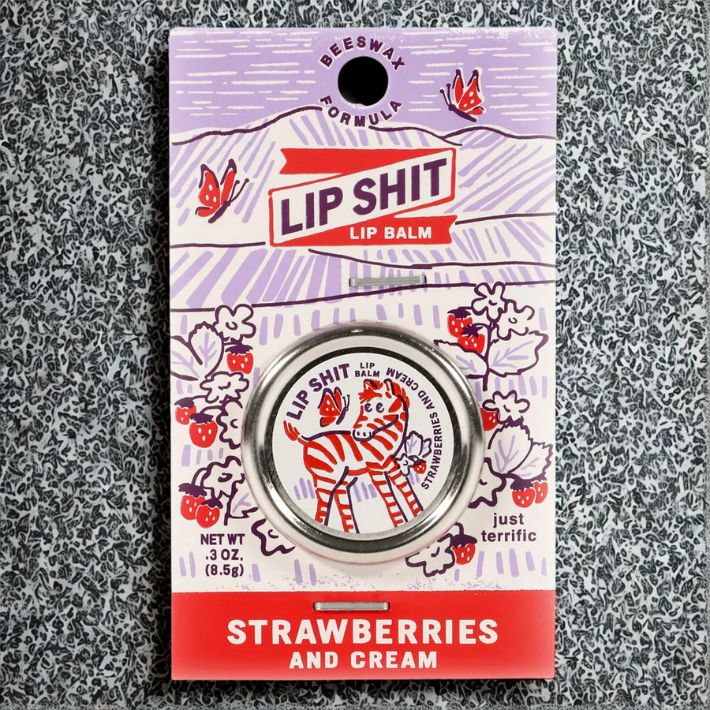 BEESWAX
FORMULA
LIP SHIT
LIP BALM
LIP SHIT
LIP
BALM
STRAWBERRIES AND CREAM
NET WT
.3 OZ.
(8.5g)
just
terrific
STRAWBERRIES
AND CREAM